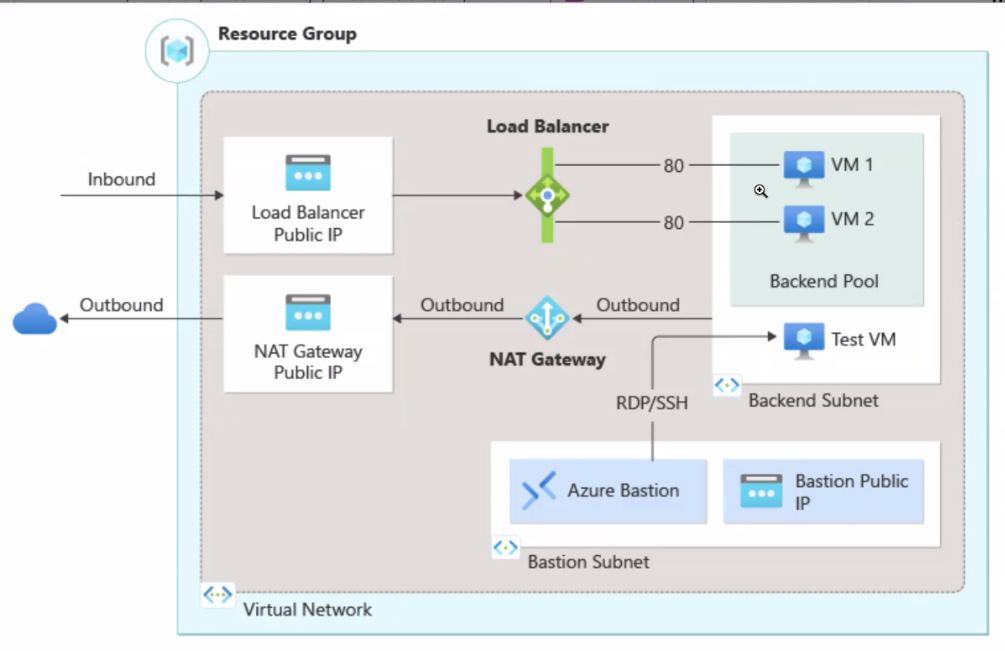 Resource Group
Load Balancer
Inbound
Load Balancer
Public IP
80
80
VM 1
VM 2
Backend Pool
Outbound
NAT Gateway
Public IP
Outbound
NAT Gateway
Outbound
Test VM
Backend Subnet
RDP/SSH
Azure Bastion
Bastion Public
IP
Bastion Subnet
Virtual Network